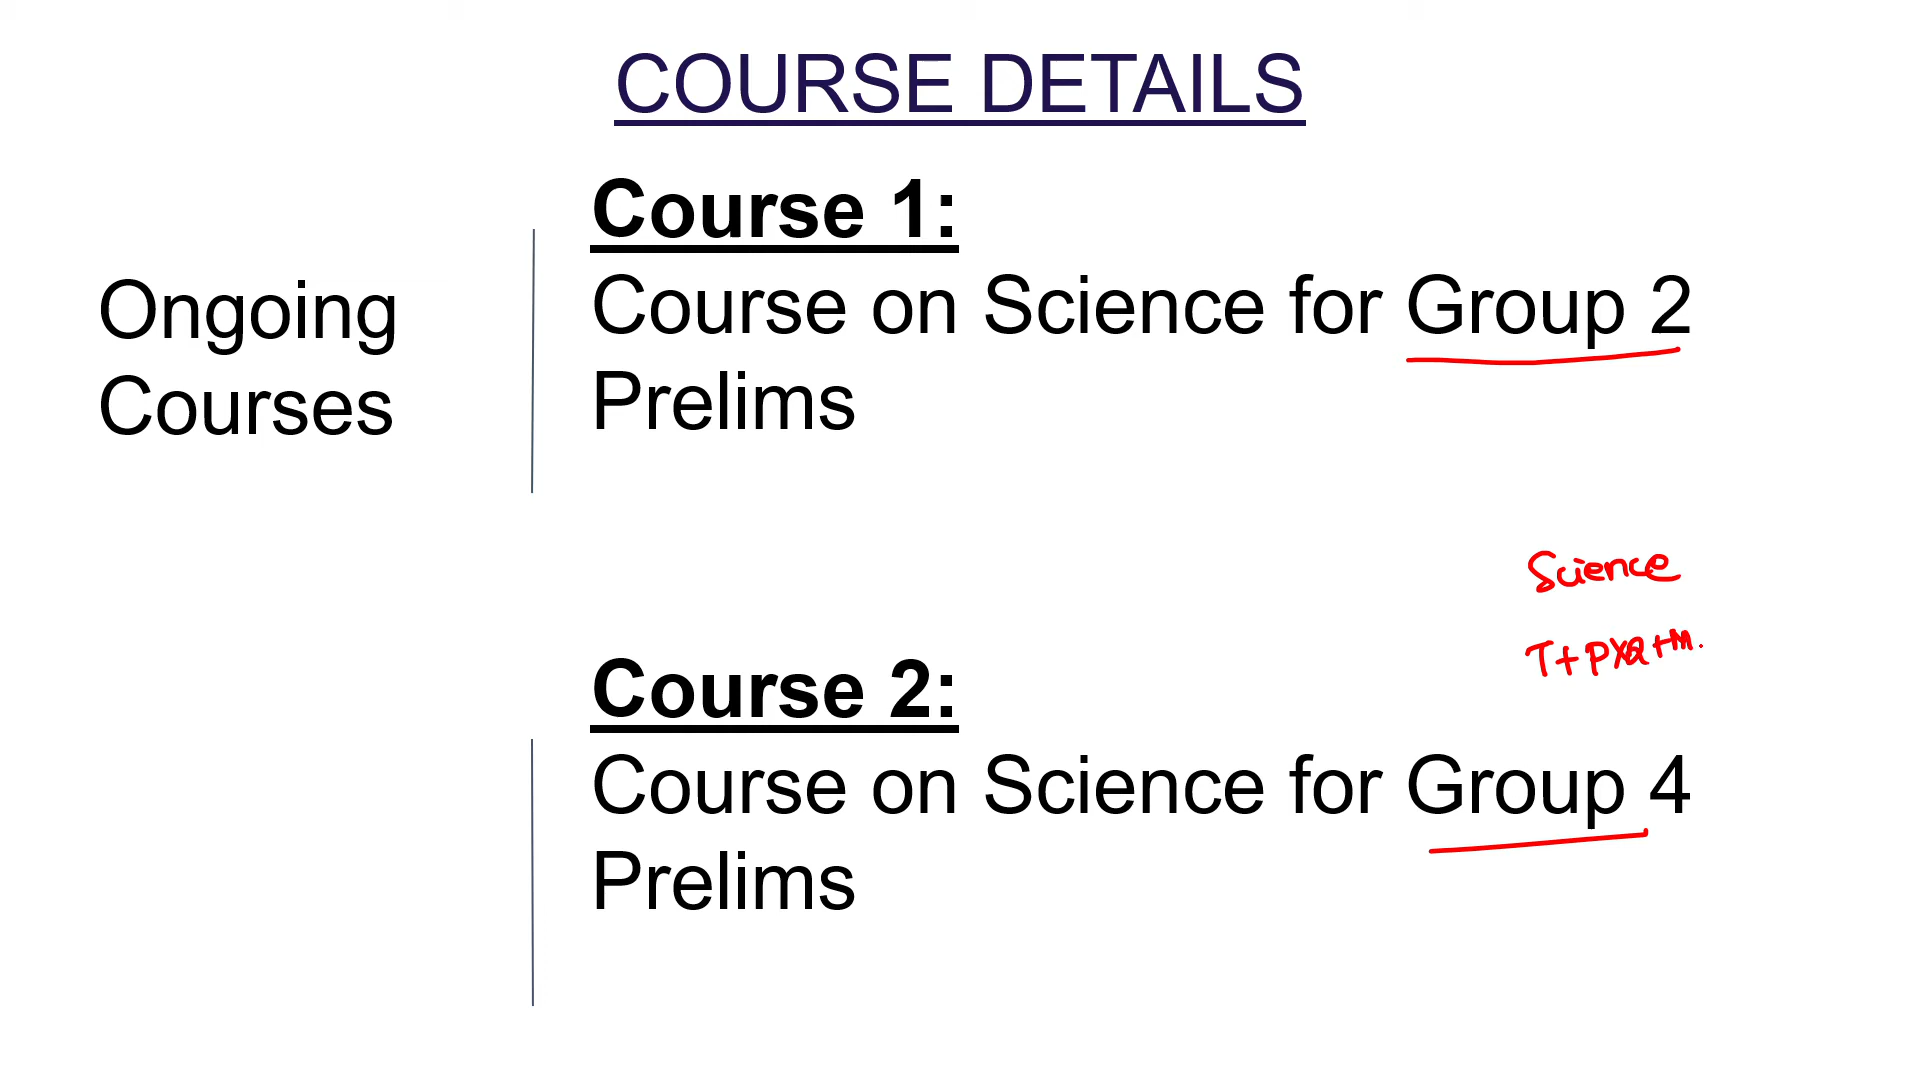 COURSE DETAILS
Ongoing
Courses
Course 1:
Course on Science for Group 2
Prelims
Science
T+PYQ+M.
Course 2:
Course on Science for Group 4
Prelims